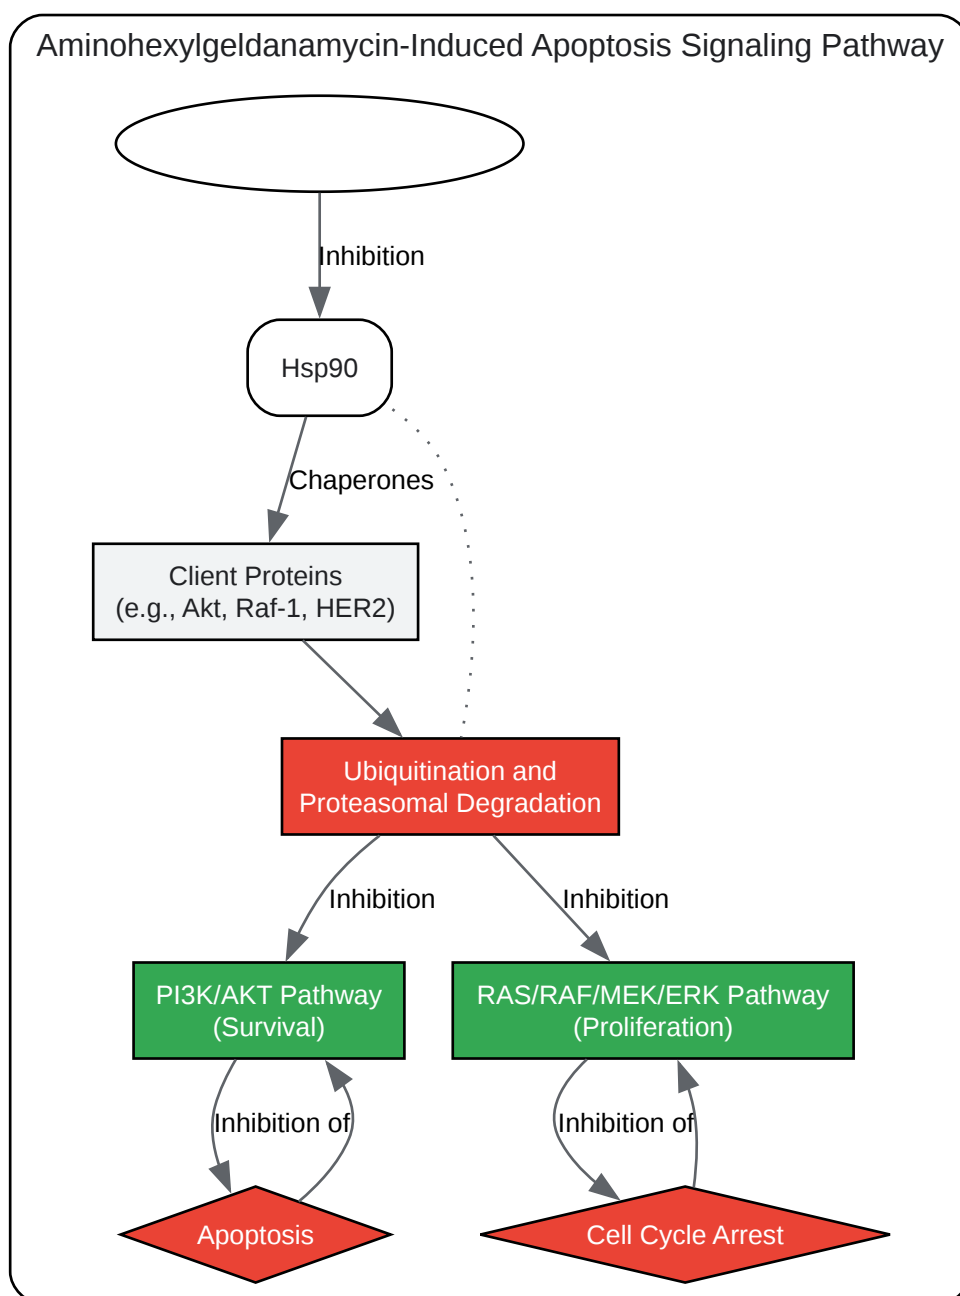 Aminohexylgeldanamycin-Induced Apoptosis Signaling Pathway
Inhibition
Hsp90
Chaperones
Client Proteins
(e.g., Akt, Raf-1, HER2)
Ubiquitination and
Proteasomal Degradation
Inhibition
Inhibition
PI3K/AKT Pathway
(Survival)
RAS/RAF/MEK/ERK Pathway
(Proliferation)
Inhibition of
Inhibition of
Apoptosis
Cell Cycle Arrest